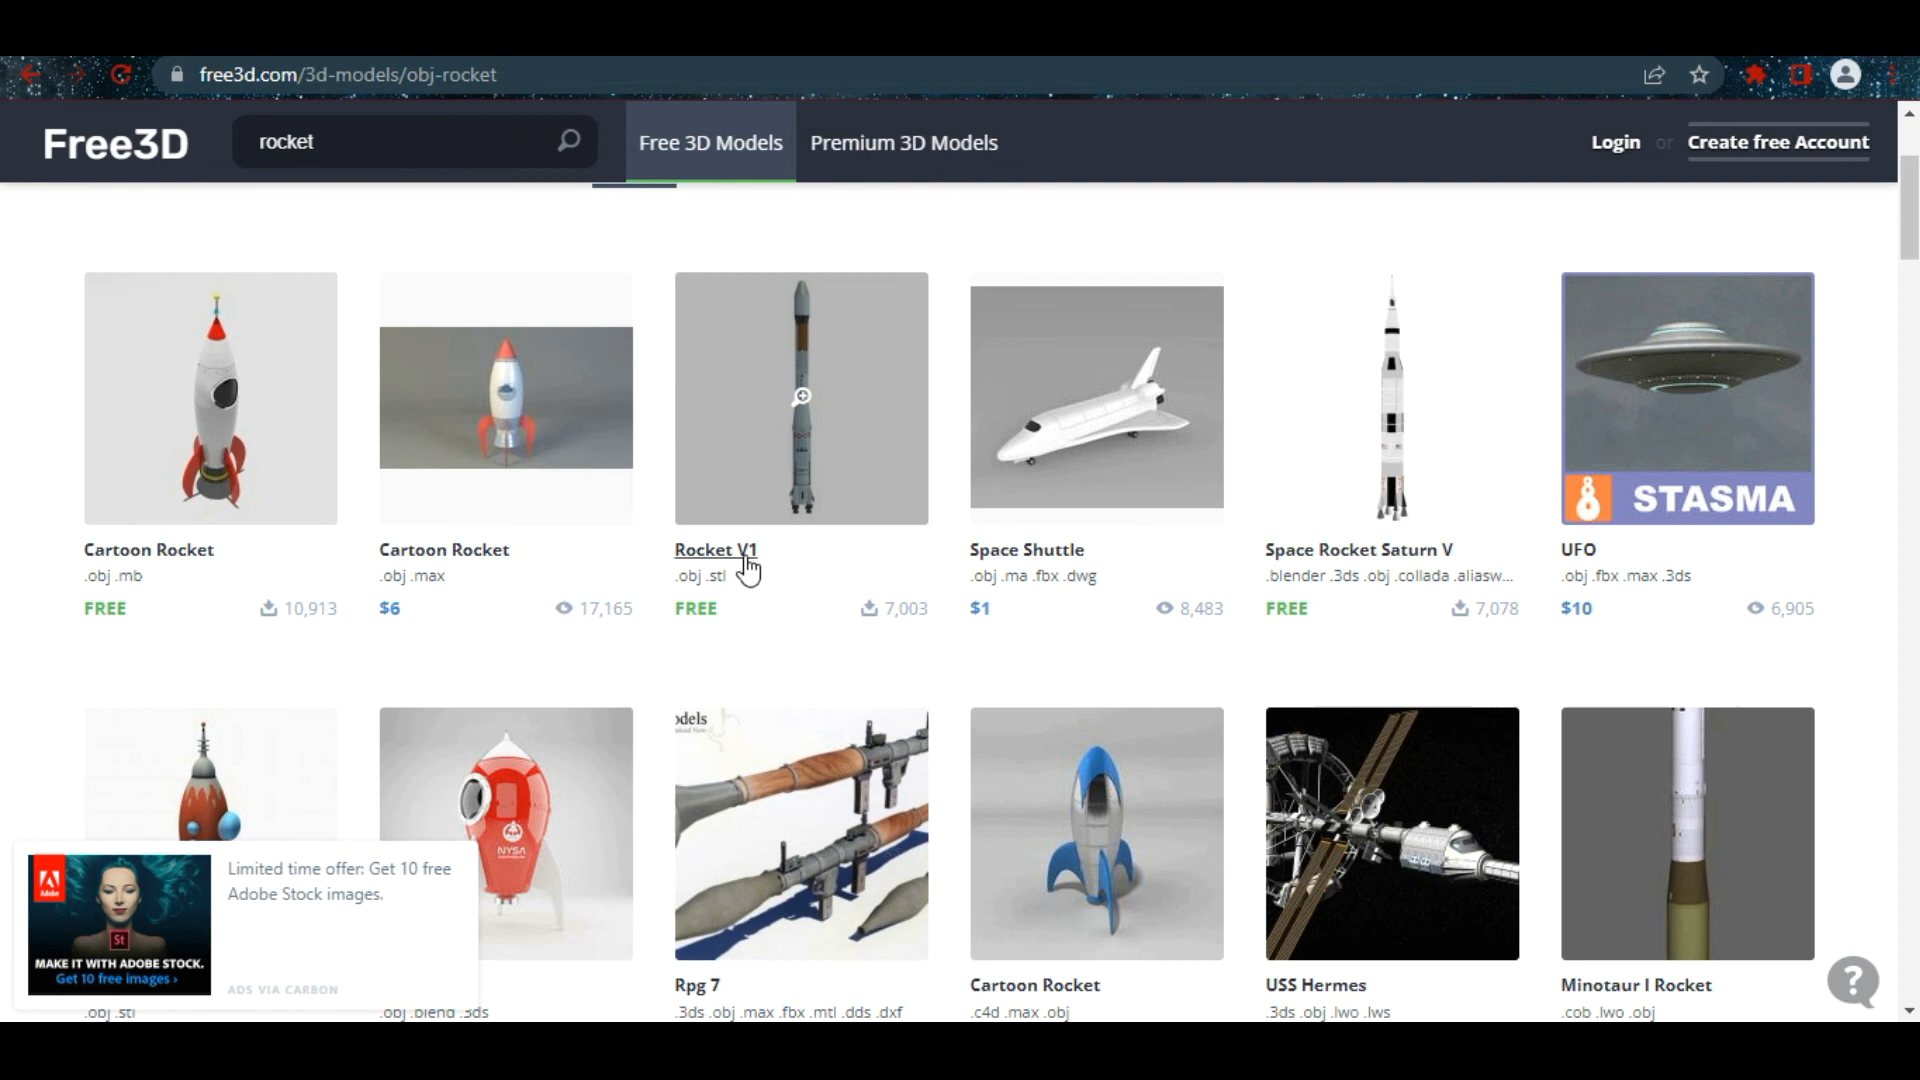 free3d.com/3d-models/obj-rocket
Free3D
rocket
Free 3D Models
Premium 3D Models
Login or Create free Account
STASMA
Cartoon Rocket
.obj .mb
FREE
10,913
Cartoon Rocket
.obj .max
$6
17,165
Rocket V1
.obj .stl
FREE
7,003
Space Shuttle
.obj .ma .fbx .dwg
$1
8,483
Space Rocket Saturn V
.blender .3ds .obj .collada .aliasw...
FREE
7,078
UFO
.obj .fbx .max .3ds
$10
6,905
NYSA
Adobe
St
MAKE IT WITH ADOBE STOCK.
Get 10 free images ›
Limited time offer: Get 10 free
Adobe Stock images.
ADS VIA CARBON
.obj .stl
.obj .blend .3ds
Rpg 7
.3ds .obj .max .fbx .mtl .dds .dxf
Cartoon Rocket
.c4d .max .obj
USS Hermes
.3ds .obj .lwo .lws
Minotaur I Rocket
.cob .lwo .obj
?